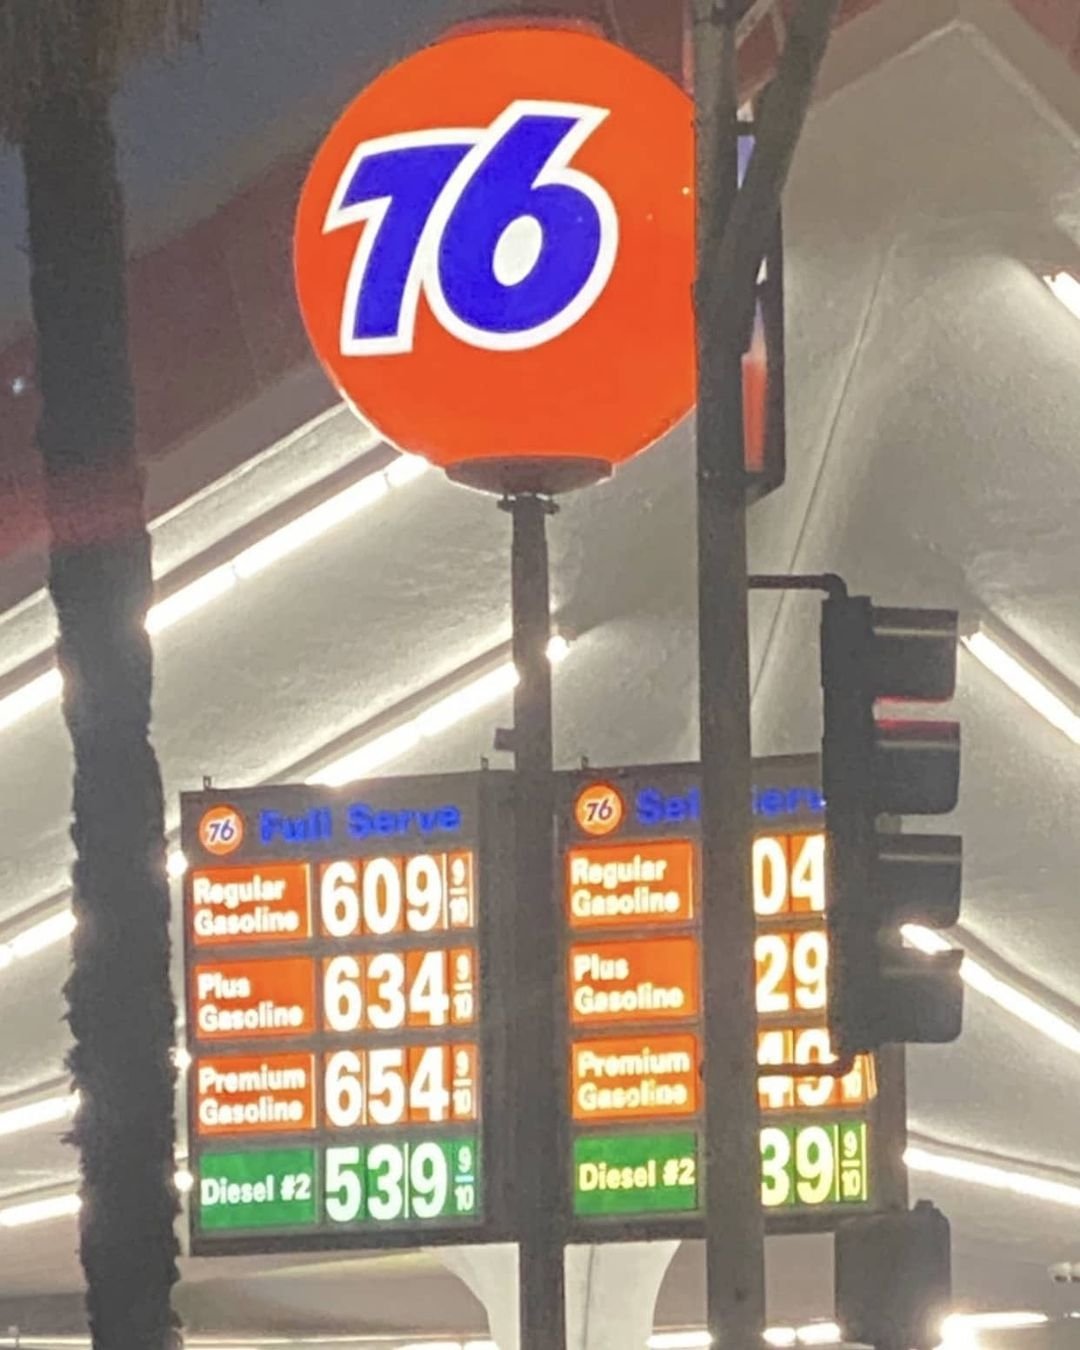 76
76 Full Serve
Regular
Gasoline
609 9/10
Plus
Gasoline
634 9/10
Premium
Gasoline
654 9/10
Diesel #2
539 9/10
76
Regular
Gasoline
04
Plus
Gasoline
29
Premium
Gasoline
49
Diesel #2
39 9/10